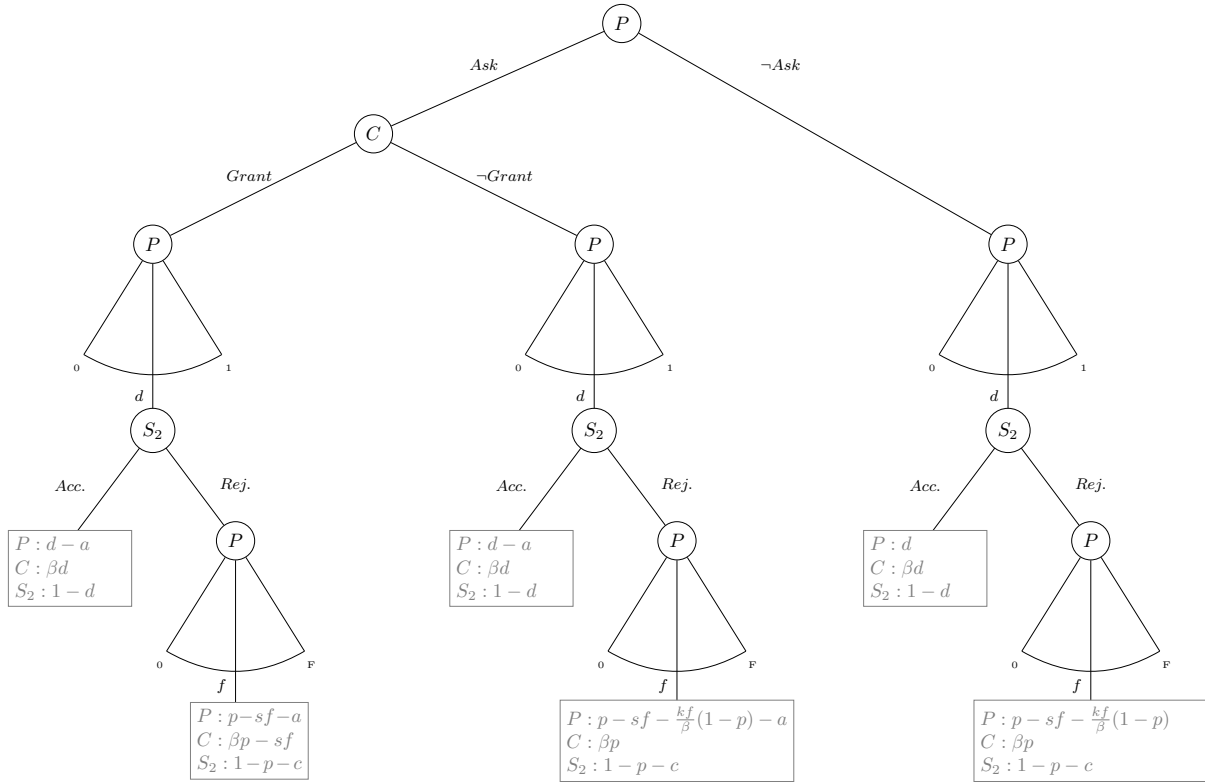 P
Ask
¬Ask
C
Grant
¬Grant
P
P
P
0
1
0
1
0
1
d
d
d
S₂
S₂
S₂
Acc.
Rej.
Acc.
Rej.
Acc.
Rej.
P : d − a
C : βd
S₂ : 1 − d
P
P : d − a
C : βd
S₂ : 1 − d
P
P : d
C : βd
S₂ : 1 − d
P
0
F
0
F
0
F
f
f
f
P : p−sf−a
C : βp − sf
S₂ : 1−p−c
P : p − sf − \frac{kf}{β}(1 − p) − a
C : βp
S₂ : 1 − p − c
P : p − sf − \frac{kf}{β}(1 − p)
C : βp
S₂ : 1 − p − c